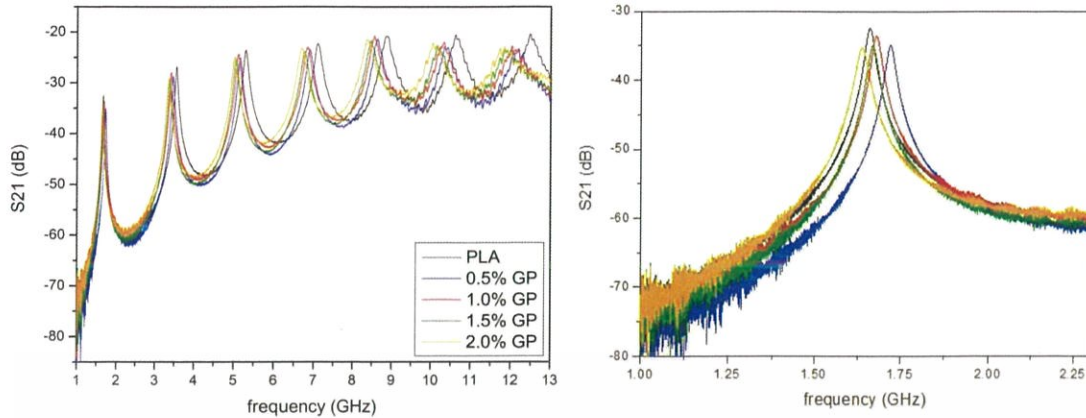 -20
-30
-40
-50
-60
-70
-80
S21 (dB)
PLA
0.5% GP
1.0% GP
1.5% GP
2.0% GP
1 2 3 4 5 6 7 8 9 10 11 12 13
frequency (GHz)
-30
-40
-50
-60
-70
-80
S21 (dB)
1.00 1.25 1.50 1.75 2.00 2.25
frequency (GHz)